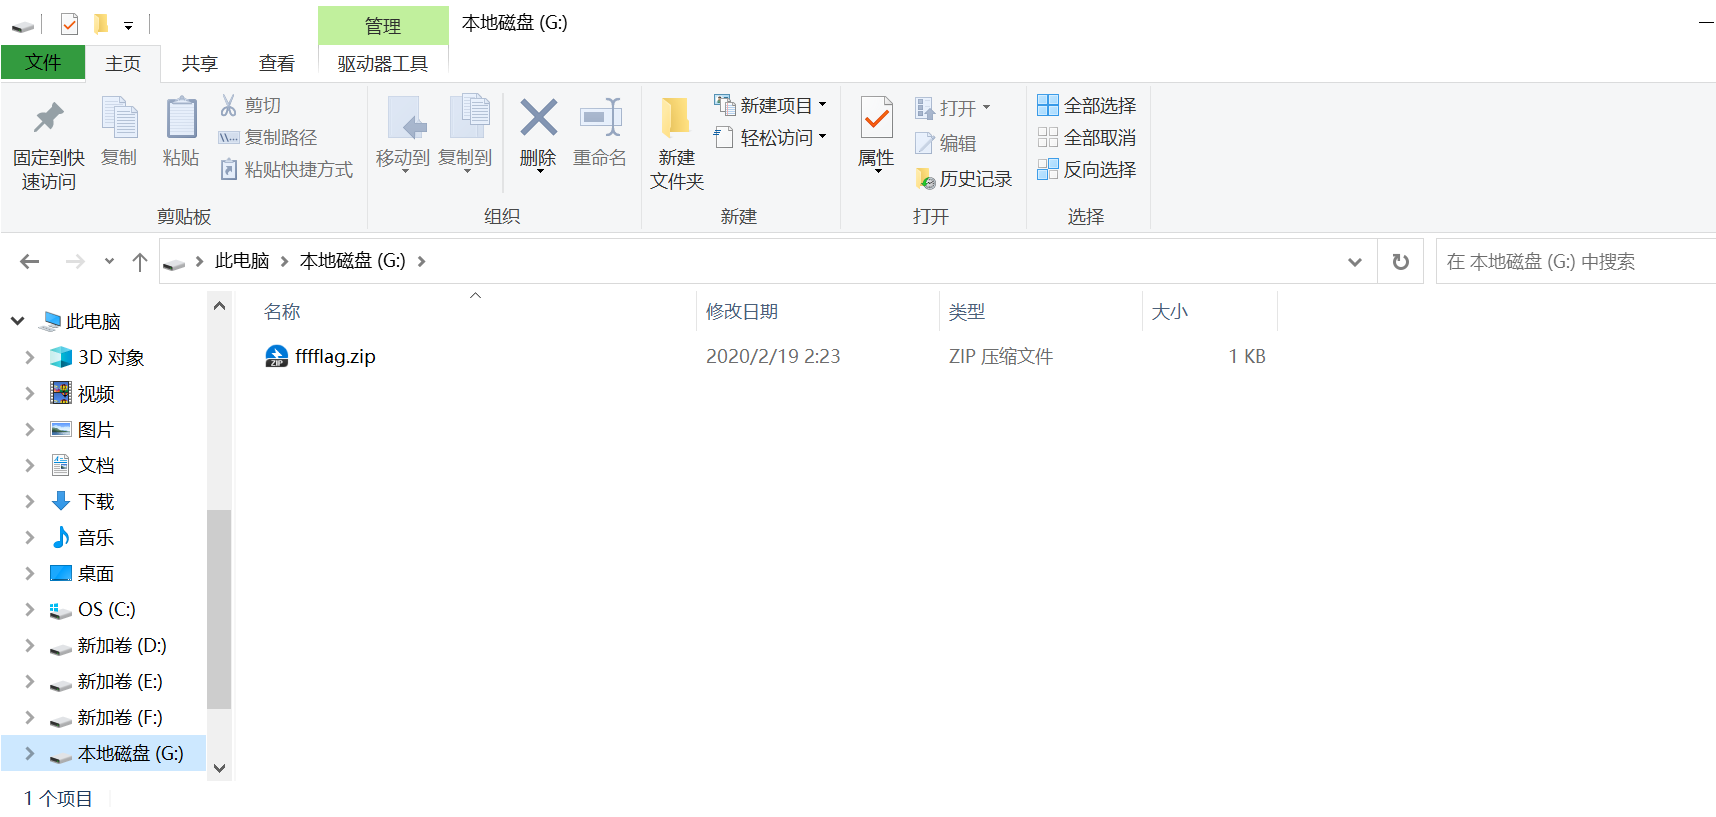 管理
本地磁盘 (G:)
文件
主页
共享
查看
驱动器工具
固定到快
速访问
复制
粘贴
剪切
复制路径
粘贴快捷方式
剪贴板
移动到
复制到
删除
重命名
组织
新建
文件夹
新建项目
轻松访问
新建
属性
打开
编辑
历史记录
打开
全部选择
全部取消
反向选择
选择
此电脑
本地磁盘 (G:)
在 本地磁盘 (G:) 中搜索
此电脑
3D 对象
视频
图片
文档
下载
音乐
桌面
OS (C:)
新加卷 (D:)
新加卷 (E:)
新加卷 (F:)
本地磁盘 (G:)
名称
修改日期
类型
大小
ZIP
fffflag.zip
2020/2/19 2:23
ZIP 压缩文件
1 KB
1 个项目